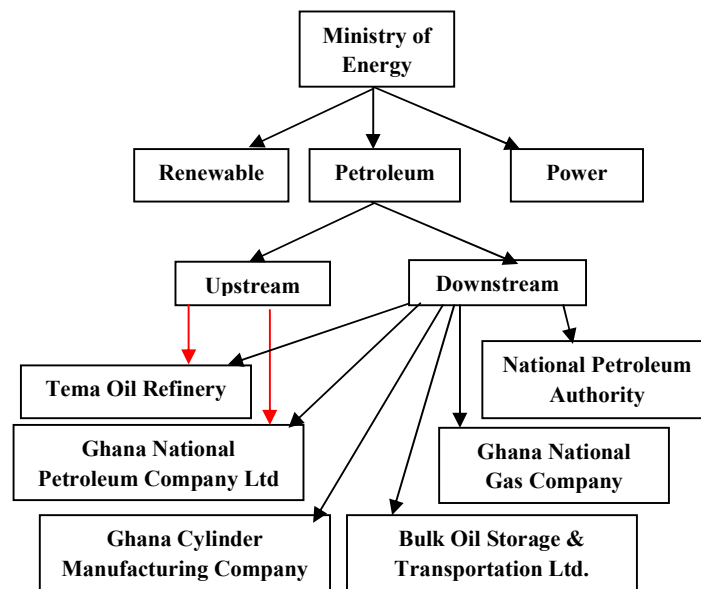 Ministry of
Energy
Renewable
Petroleum
Power
Upstream
Downstream
Tema Oil Refinery
National Petroleum
Authority
Ghana National
Petroleum Company Ltd
Ghana National
Gas Company
Ghana Cylinder
Manufacturing Company
Bulk Oil Storage &
Transportation Ltd.